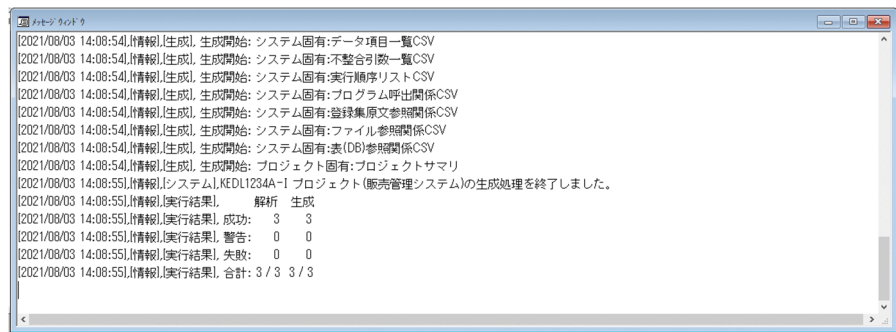 メッセージ ウィンドウ
[2021/08/03 14:08:54],[情報],[生成], 生成開始: システム固有:データ項目一覧CSV
[2021/08/03 14:08:54],[情報],[生成], 生成開始: システム固有:不整合引数一覧CSV
[2021/08/03 14:08:54],[情報],[生成], 生成開始: システム固有:実行順序リストCSV
[2021/08/03 14:08:54],[情報],[生成], 生成開始: システム固有:プログラム呼出関係CSV
[2021/08/03 14:08:54],[情報],[生成], 生成開始: システム固有:登録集原文参照関係CSV
[2021/08/03 14:08:54],[情報],[生成], 生成開始: システム固有:ファイル参照関係CSV
[2021/08/03 14:08:54],[情報],[生成], 生成開始: システム固有:表(DB)参照関係CSV
[2021/08/03 14:08:54],[情報],[生成], 生成開始: プロジェクト固有:プロジェクトサマリ
[2021/08/03 14:08:55],[情報],[システム],KEDL1234A-I プロジェクト(販売管理システム)の生成処理を終了しました。
[2021/08/03 14:08:55],[情報],[実行結果], 解析 生成
[2021/08/03 14:08:55],[情報],[実行結果], 成功: 3 3
[2021/08/03 14:08:55],[情報],[実行結果], 警告: 0 0
[2021/08/03 14:08:55],[情報],[実行結果], 失敗: 0 0
[2021/08/03 14:08:55],[情報],[実行結果], 合計: 3 / 3 3 / 3